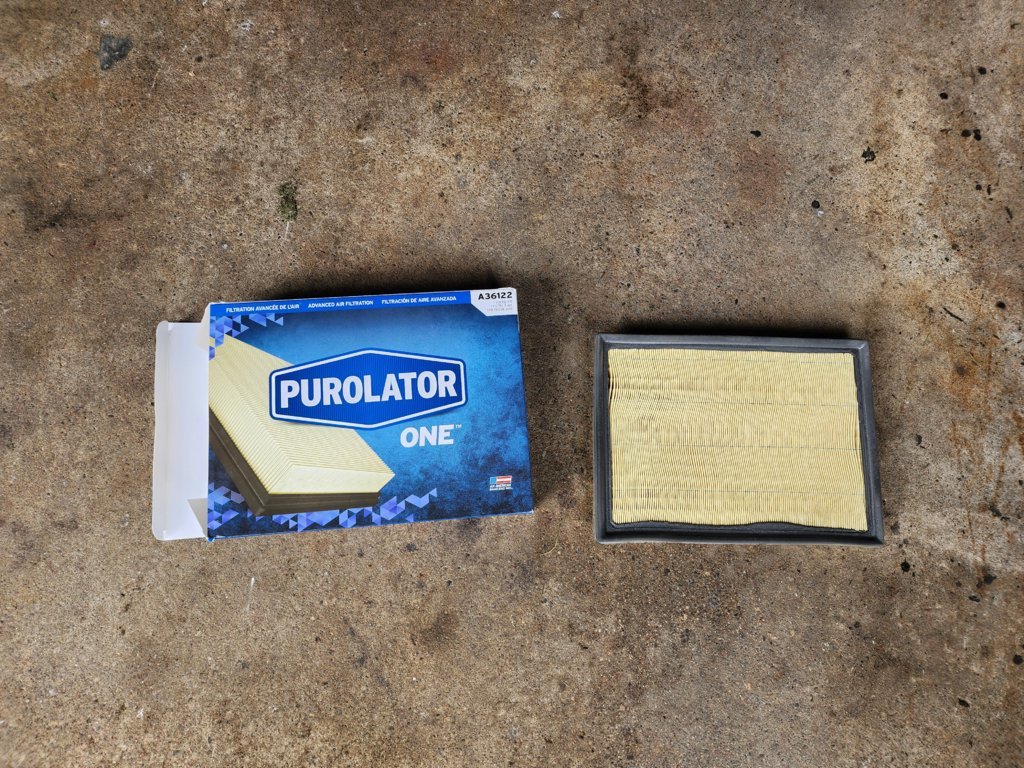 FILTRATION AVANCÉE DE L'AIR ADVANCED AIR FILTRATION FILTRACIÓN DE AIRE AVANZADA
A36122
PUROLATOR
ONE™